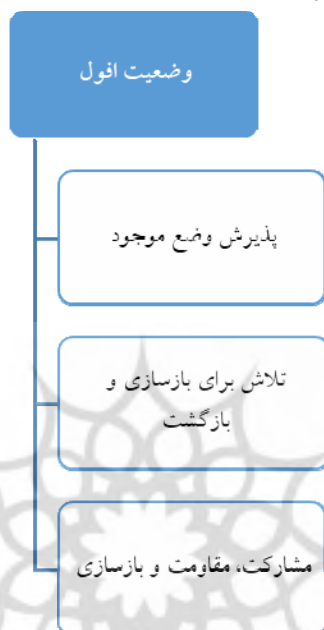 وضعیت افول
پذیرش وضع موجود
تلاش برای بازسازی و
بازگشت
مشارکت، مقاومت و بازسازی